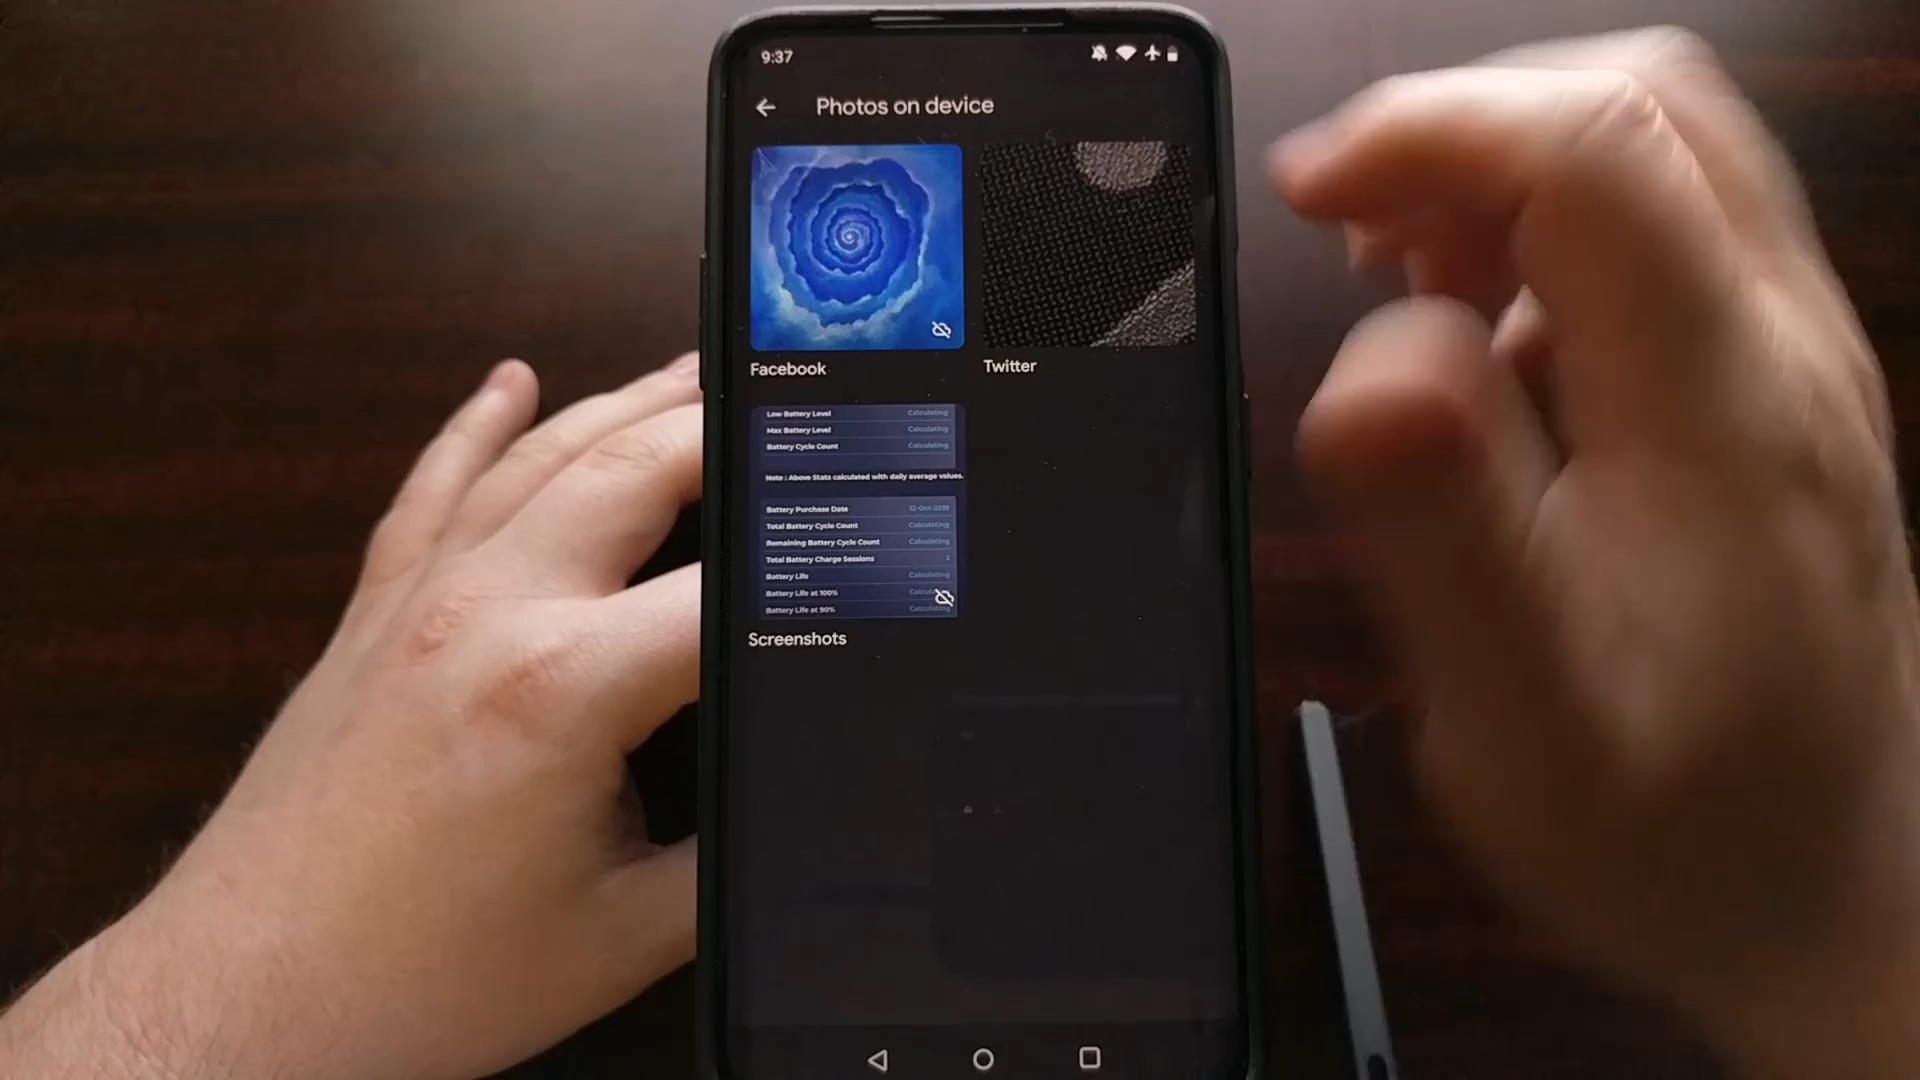 9:37
Photos on device
Facebook
Twitter
Low Battery Level Calculating
Max Battery Level Calculating
Battery Cycle Count Calculating
Note : Above Stats calculated with daily average values.
Battery Purchase Date 12-Oct-2019
Total Battery Cycle Count Calculating
Remaining Battery Cycle Count Calculating
Total Battery Charge Sessions 2
Battery Life Calculating
Battery Life at 100%
Battery Life at 90% Calculating
Screenshots